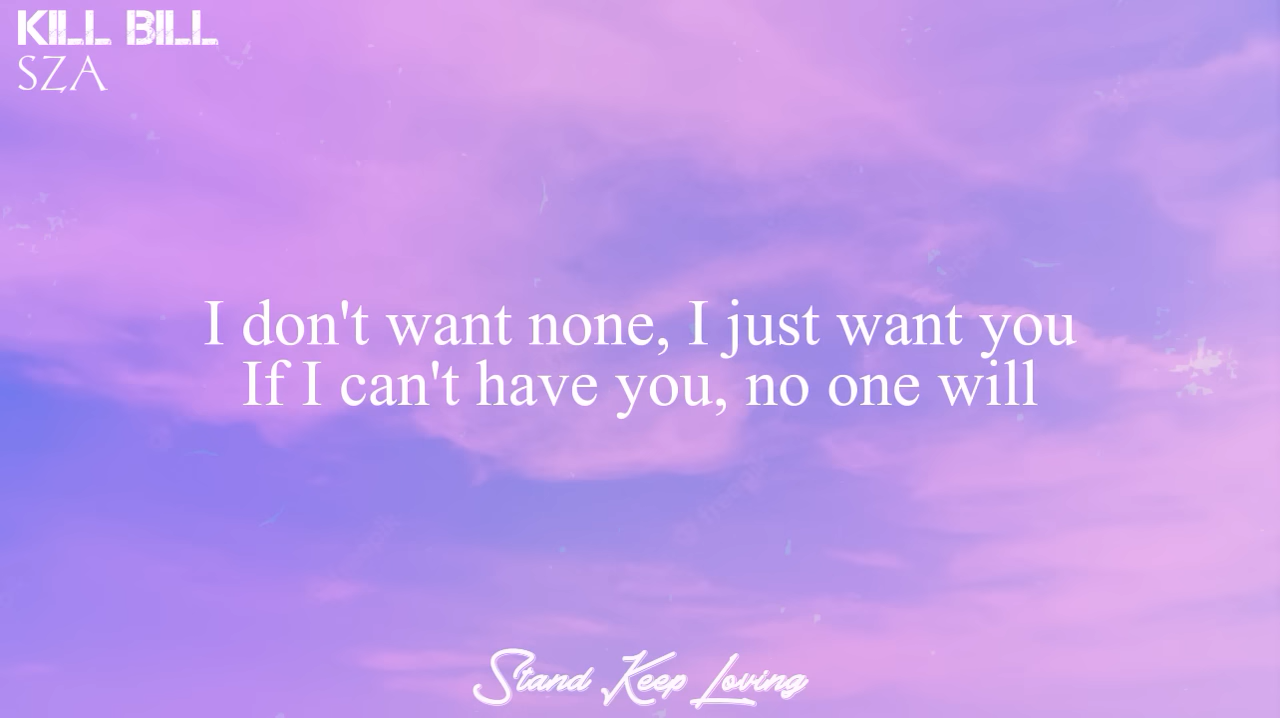 KILL BILL
SZA
I don't want none, I just want you
If I can't have you, no one will
Stand Keep Loving